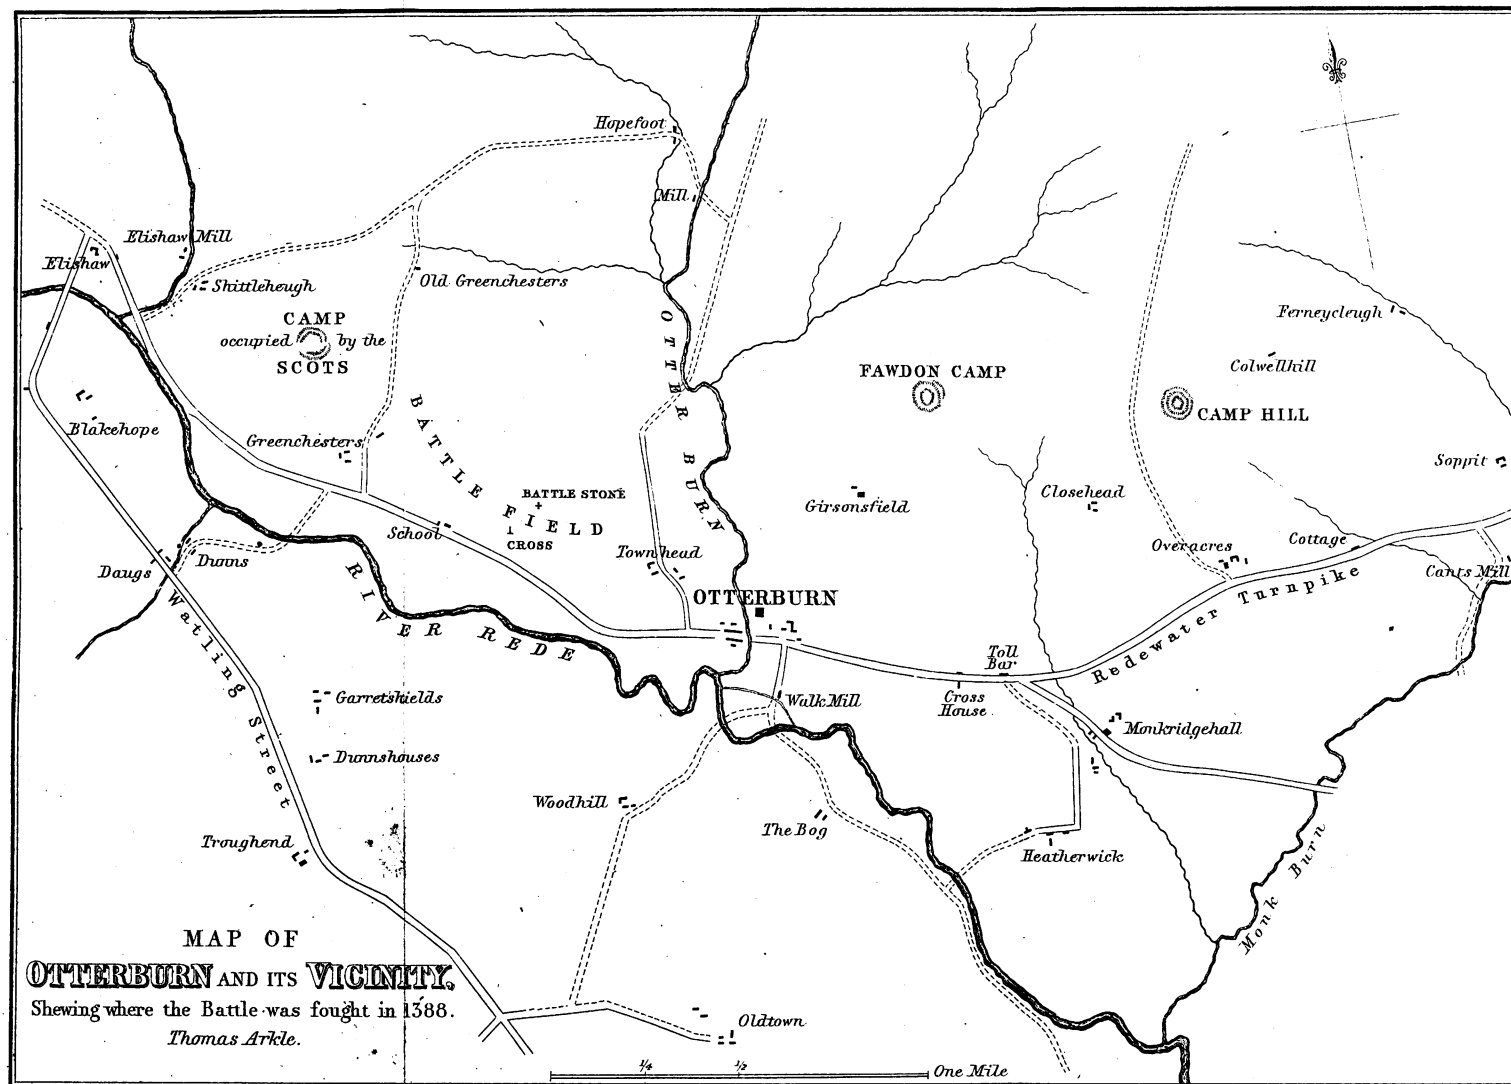 Hopefoot
Mill
Elishaw Mill
Elishaw
Shittleheugh
Old Greenchesters
CAMP
occupied by the
SCOTS
OTTER BURN
Ferneycleugh
Colwellhill
FAWDON CAMP
CAMP HILL
Blakehope
Greenchesters
BATTLE FIELD
BATTLE STONE
CROSS
School
Soppit
Girsonsfield
Closehead
Overacres
Cottage
Cants Mill
Town head
Daugs
Dunns
OTTERBURN
RIVER REDE
Watling Street
Redewater Turnpike
Toll
Bar
Cross
House
Garretshields
Walk Mill
Monkridgehall
Dunnshouses
Woodhill
The Bog
Troughend
Heatherwick
Monk Burn
MAP OF
OTTERBURN AND ITS VICINITY,
Shewing where the Battle was fought in 1388.
Thomas Arkle.
Oldtown
1/4 1/2 One Mile